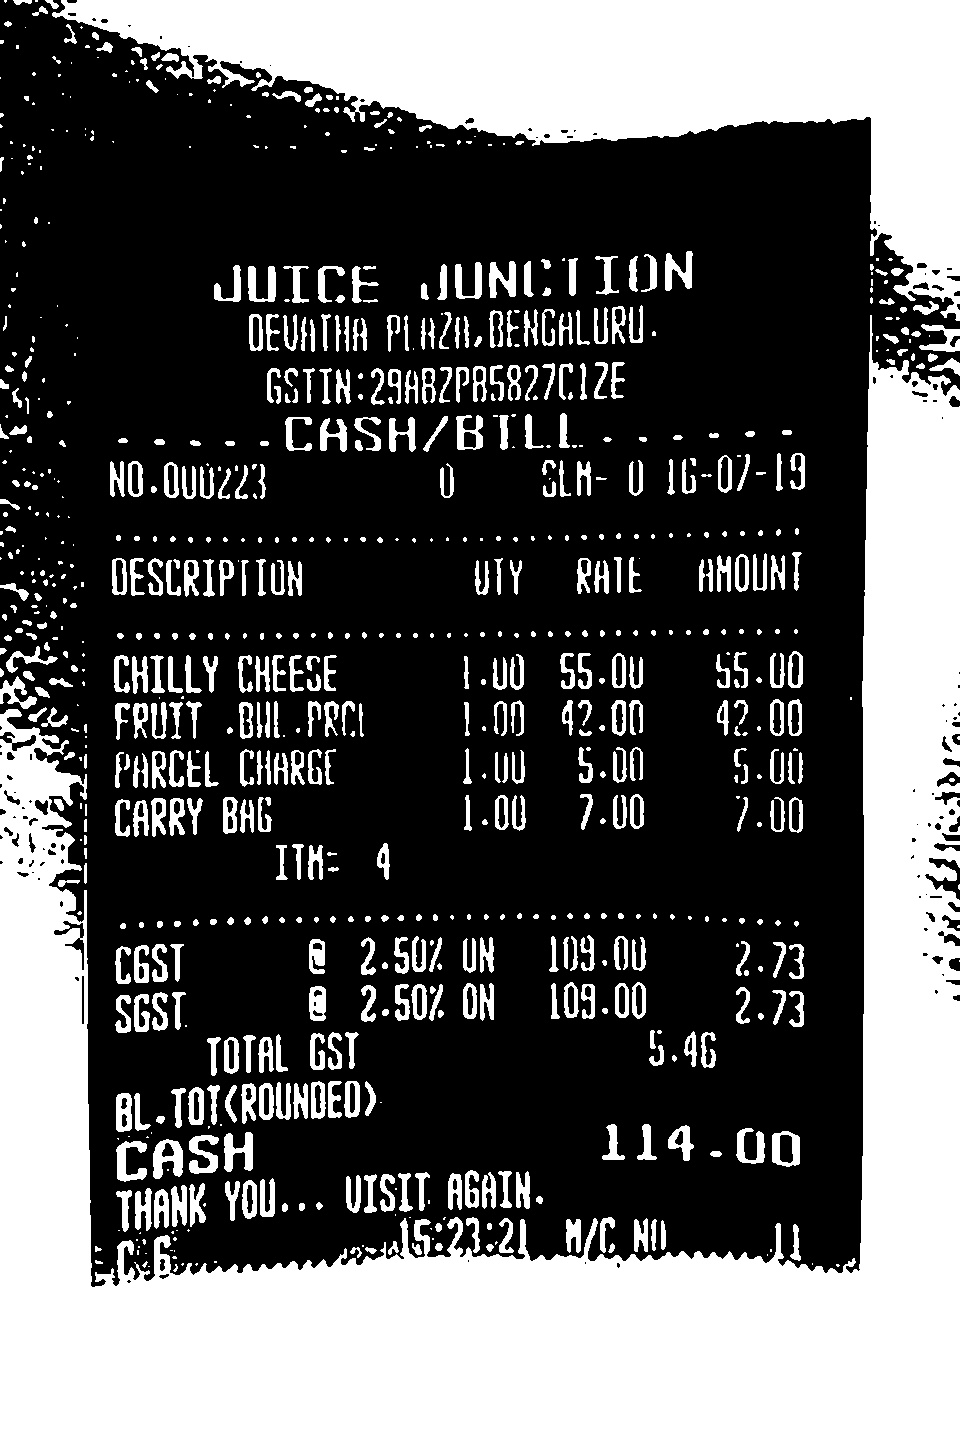 JUICE JUNCTION
DEVATHA PLAZA,BENGALURU.
GSTIN:29ABZPB5827C1ZE
- - - - - CASH/BILL - - - - - -
NO.000223 0 SLM- 0 16-07-19
.......................................
DESCRIPTION QTY RATE AMOUNT
.......................................
CHILLY CHEESE 1.00 55.00 55.00
FRUIT .BWL.PRCL 1.00 42.00 42.00
PARCEL CHARGE 1.00 5.00 5.00
CARRY BAG 1.00 7.00 7.00
ITM= 4
.......................................
CGST @ 2.50% ON 109.00 2.73
SGST @ 2.50% ON 109.00 2.73
TOTAL GST 5.46
BL.TOT(ROUNDED)
CASH 114.00
THANK YOU... VISIT AGAIN.
C 6 15:23:21 M/C NO 11